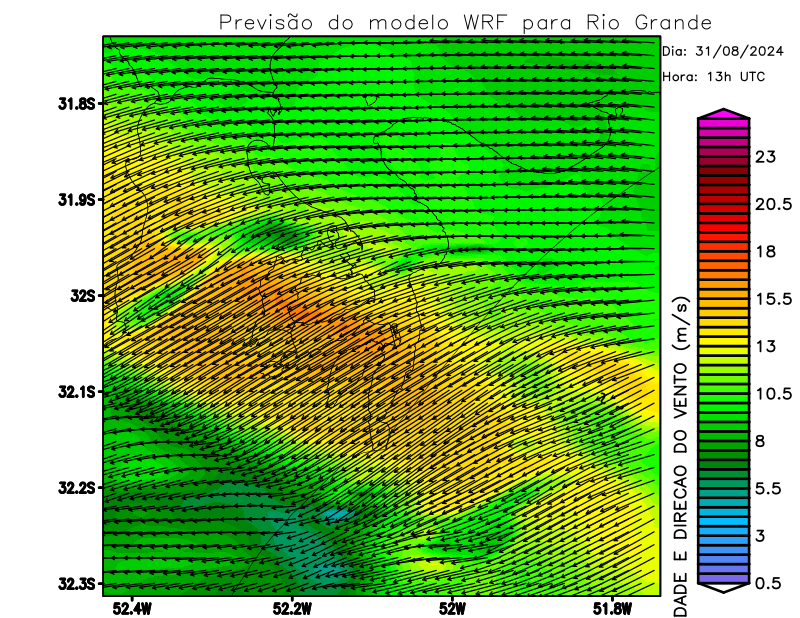 Previsão do modelo WRF para Rio Grande
Dia: 31/08/2024
Hora: 13h UTC
31.8S
31.9S
32S
32.1S
32.2S
32.3S
52.4W
52.2W
52W
51.8W
23
20.5
18
15.5
13
10.5
8
5.5
3
0.5
DADE E DIRECAO DO VENTO (m/s)